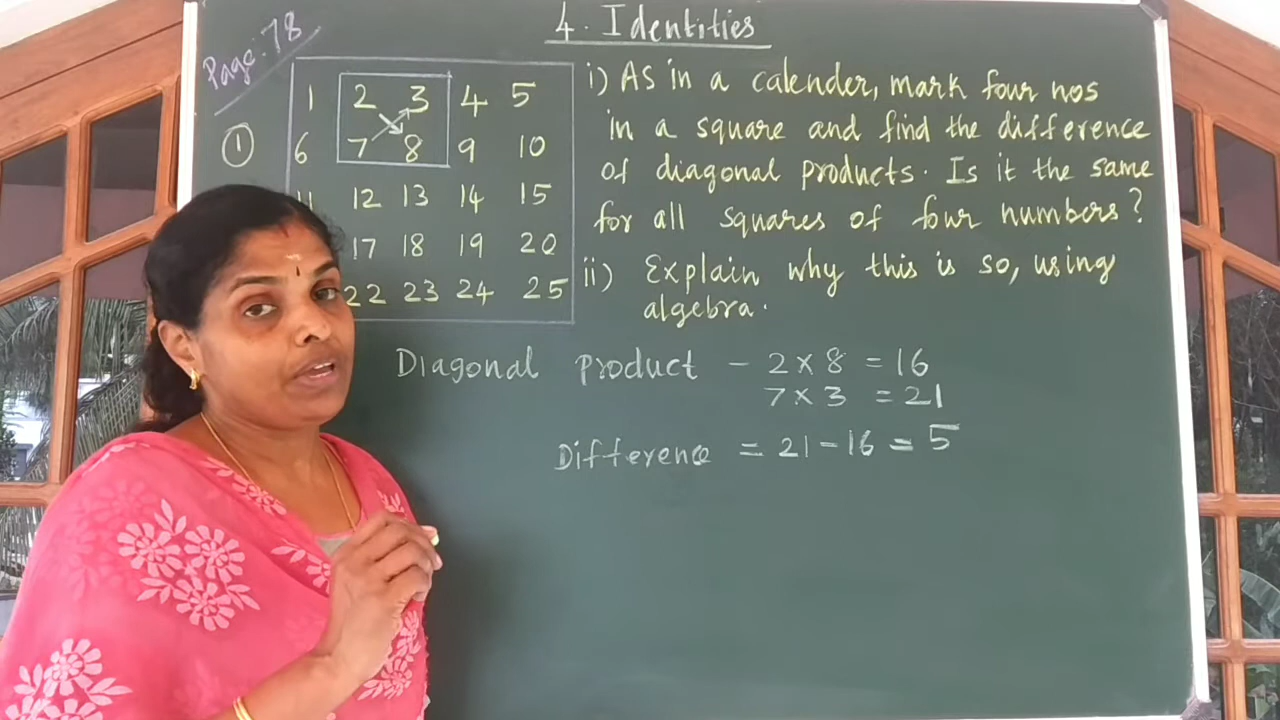 4. Identities
Page: 78
1 2 3 4 5
① 6 7 8 9 10
11 12 13 14 15
17 18 19 20
22 23 24 25
i) As in a calender, mark four nos
in a square and find the difference
of diagonal products. Is it the same
for all squares of four numbers?
ii) Explain why this is so, using
algebra.
Diagonal product - 2 × 8 = 16
7 × 3 = 21
Difference = 21 - 16 = 5